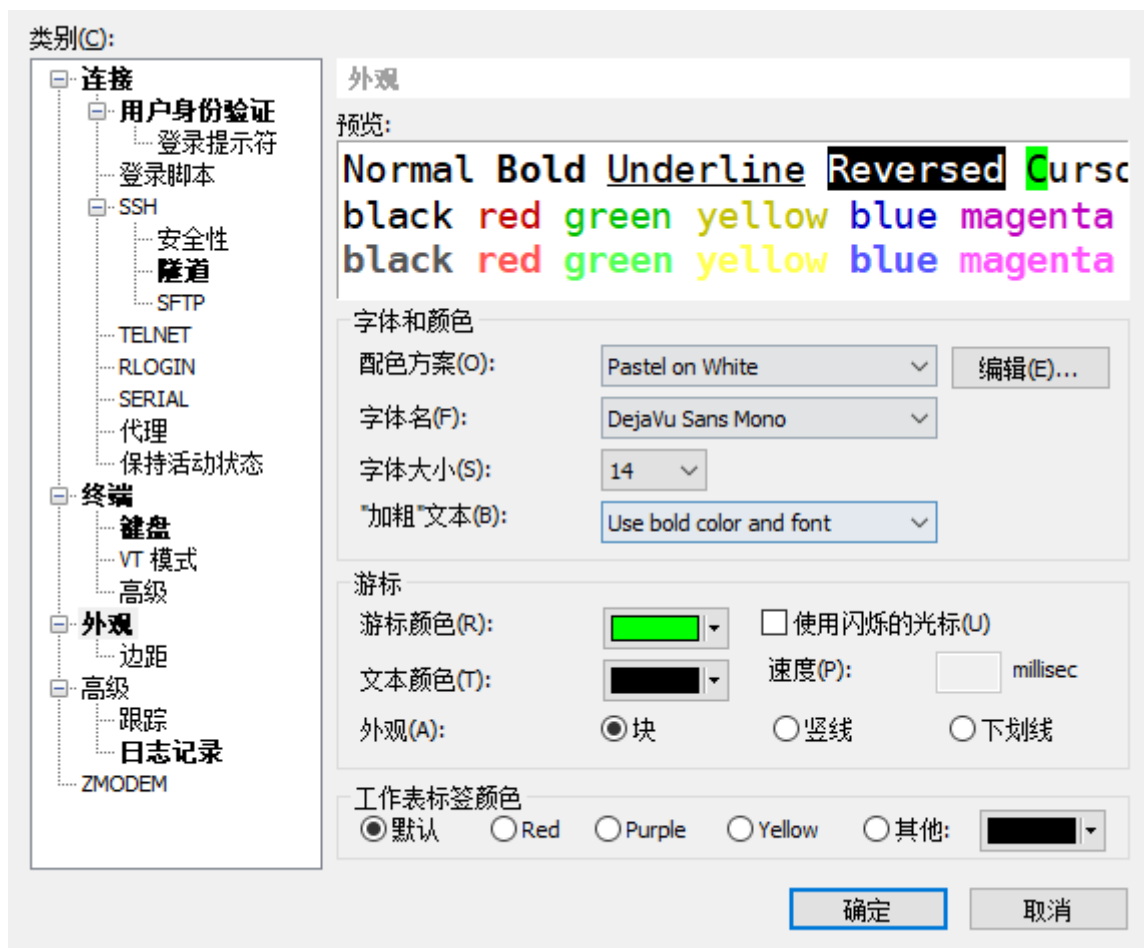 类别(C):
连接
用户身份验证
登录提示符
登录脚本
SSH
安全性
隧道
SFTP
TELNET
RLOGIN
SERIAL
代理
保持活动状态
终端
键盘
VT 模式
高级
外观
边距
高级
跟踪
日志记录
ZMODEM
外观
预览:
Normal Bold Underline Reversed Curso
black red green yellow blue magenta
black red green yellow blue magenta
字体和颜色
配色方案(O): Pastel on White 编辑(E)...
字体名(F): DejaVu Sans Mono
字体大小(S): 14
"加粗"文本(B): Use bold color and font
游标
游标颜色(R): 使用闪烁的光标(U)
文本颜色(T): 速度(P): millisec
外观(A): 块 竖线 下划线
工作表标签颜色
默认 Red Purple Yellow 其他:
确定 取消